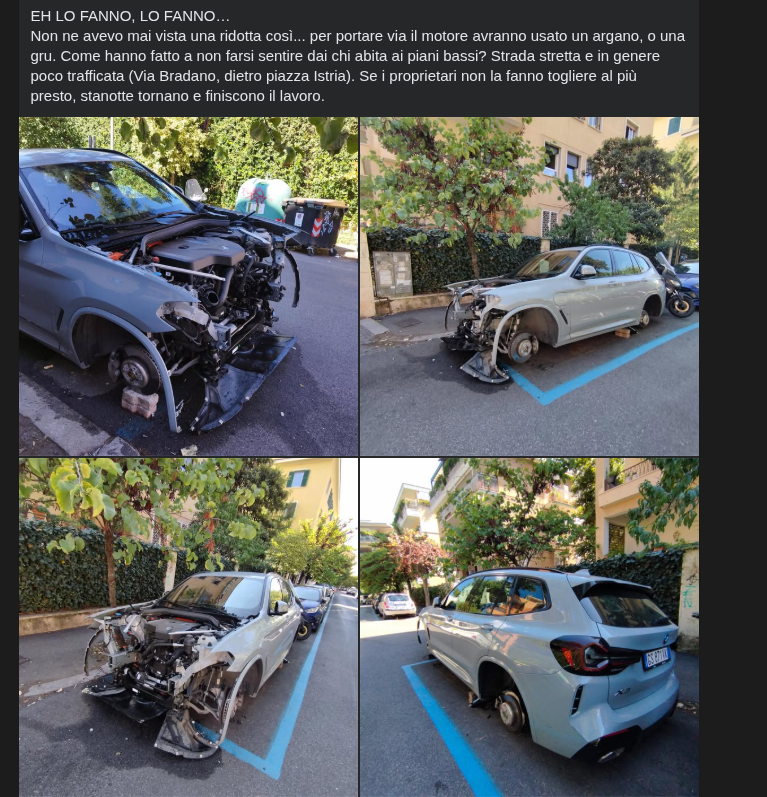 EH LO FANNO, LO FANNO…
Non ne avevo mai vista una ridotta così... per portare via il motore avranno usato un argano, o una
gru. Come hanno fatto a non farsi sentire dai chi abita ai piani bassi? Strada stretta e in genere
poco trafficata (Via Bradano, dietro piazza Istria). Se i proprietari non la fanno togliere al più
presto, stanotte tornano e finiscono il lavoro.